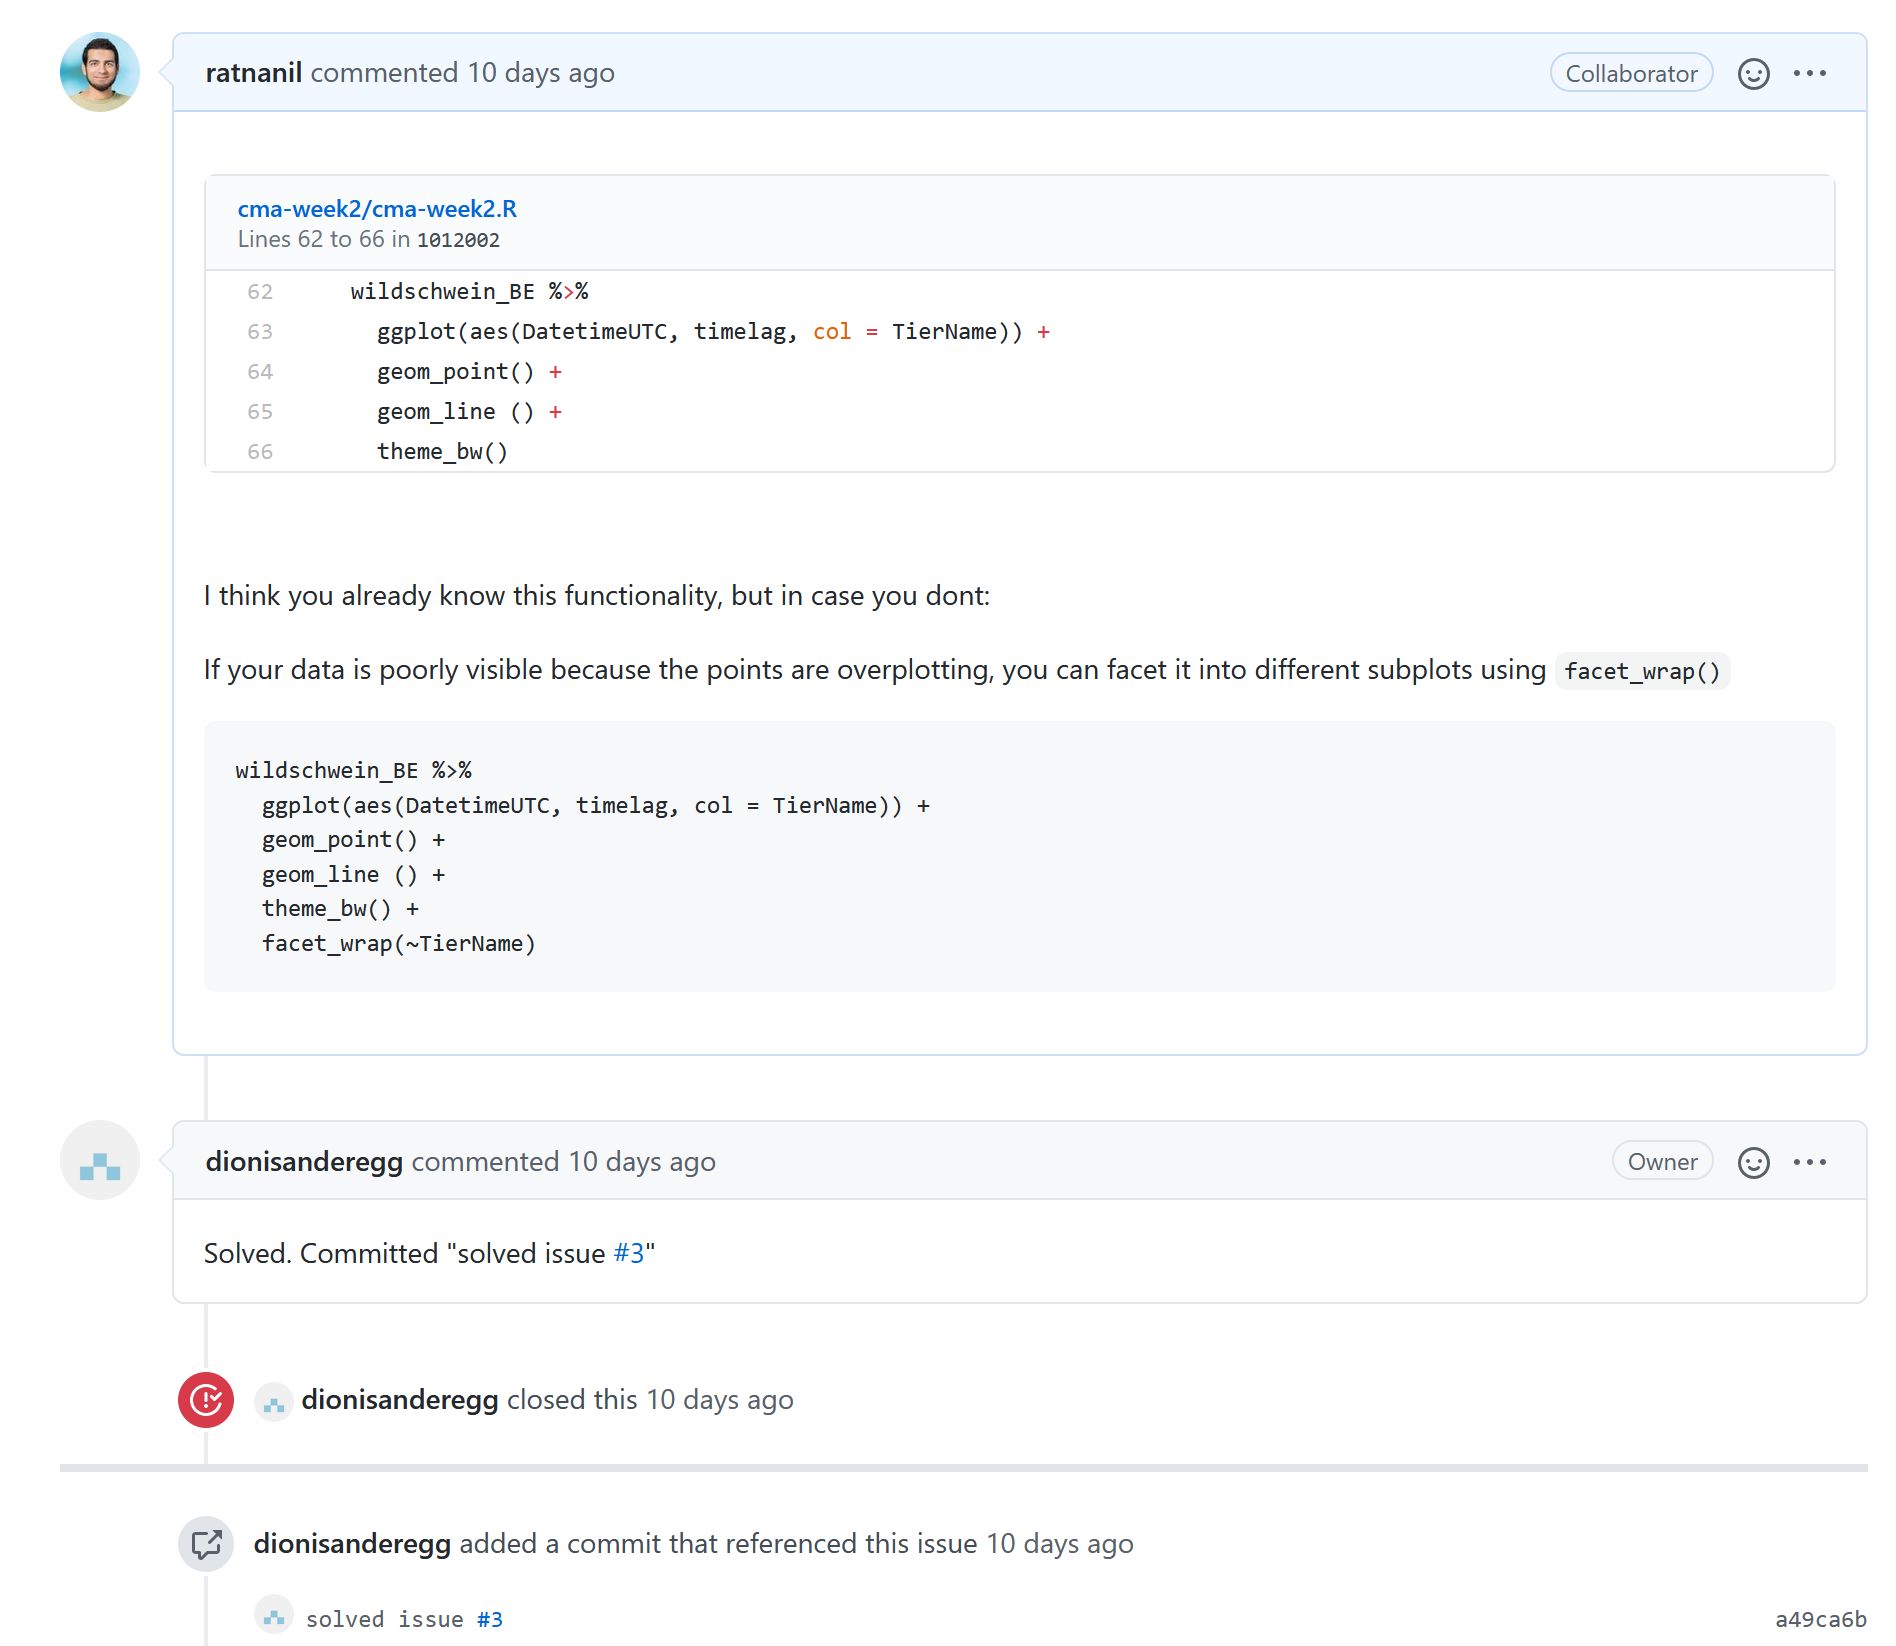 ratnanil commented 10 days ago
Collaborator
cma-week2/cma-week2.R
Lines 62 to 66 in 1012002
62 wildschwein_BE %>%
63 ggplot(aes(DatetimeUTC, timelag, col = TierName)) +
64 geom_point() +
65 geom_line () +
66 theme_bw()
I think you already know this functionality, but in case you dont:
If your data is poorly visible because the points are overplotting, you can facet it into different subplots using facet_wrap()
wildschwein_BE %>%
ggplot(aes(DatetimeUTC, timelag, col = TierName)) +
geom_point() +
geom_line () +
theme_bw() +
facet_wrap(~TierName)
dionisanderegg commented 10 days ago
Owner
Solved. Committed "solved issue #3"
dionisanderegg closed this 10 days ago
dionisanderegg added a commit that referenced this issue 10 days ago
solved issue #3
a49ca6b